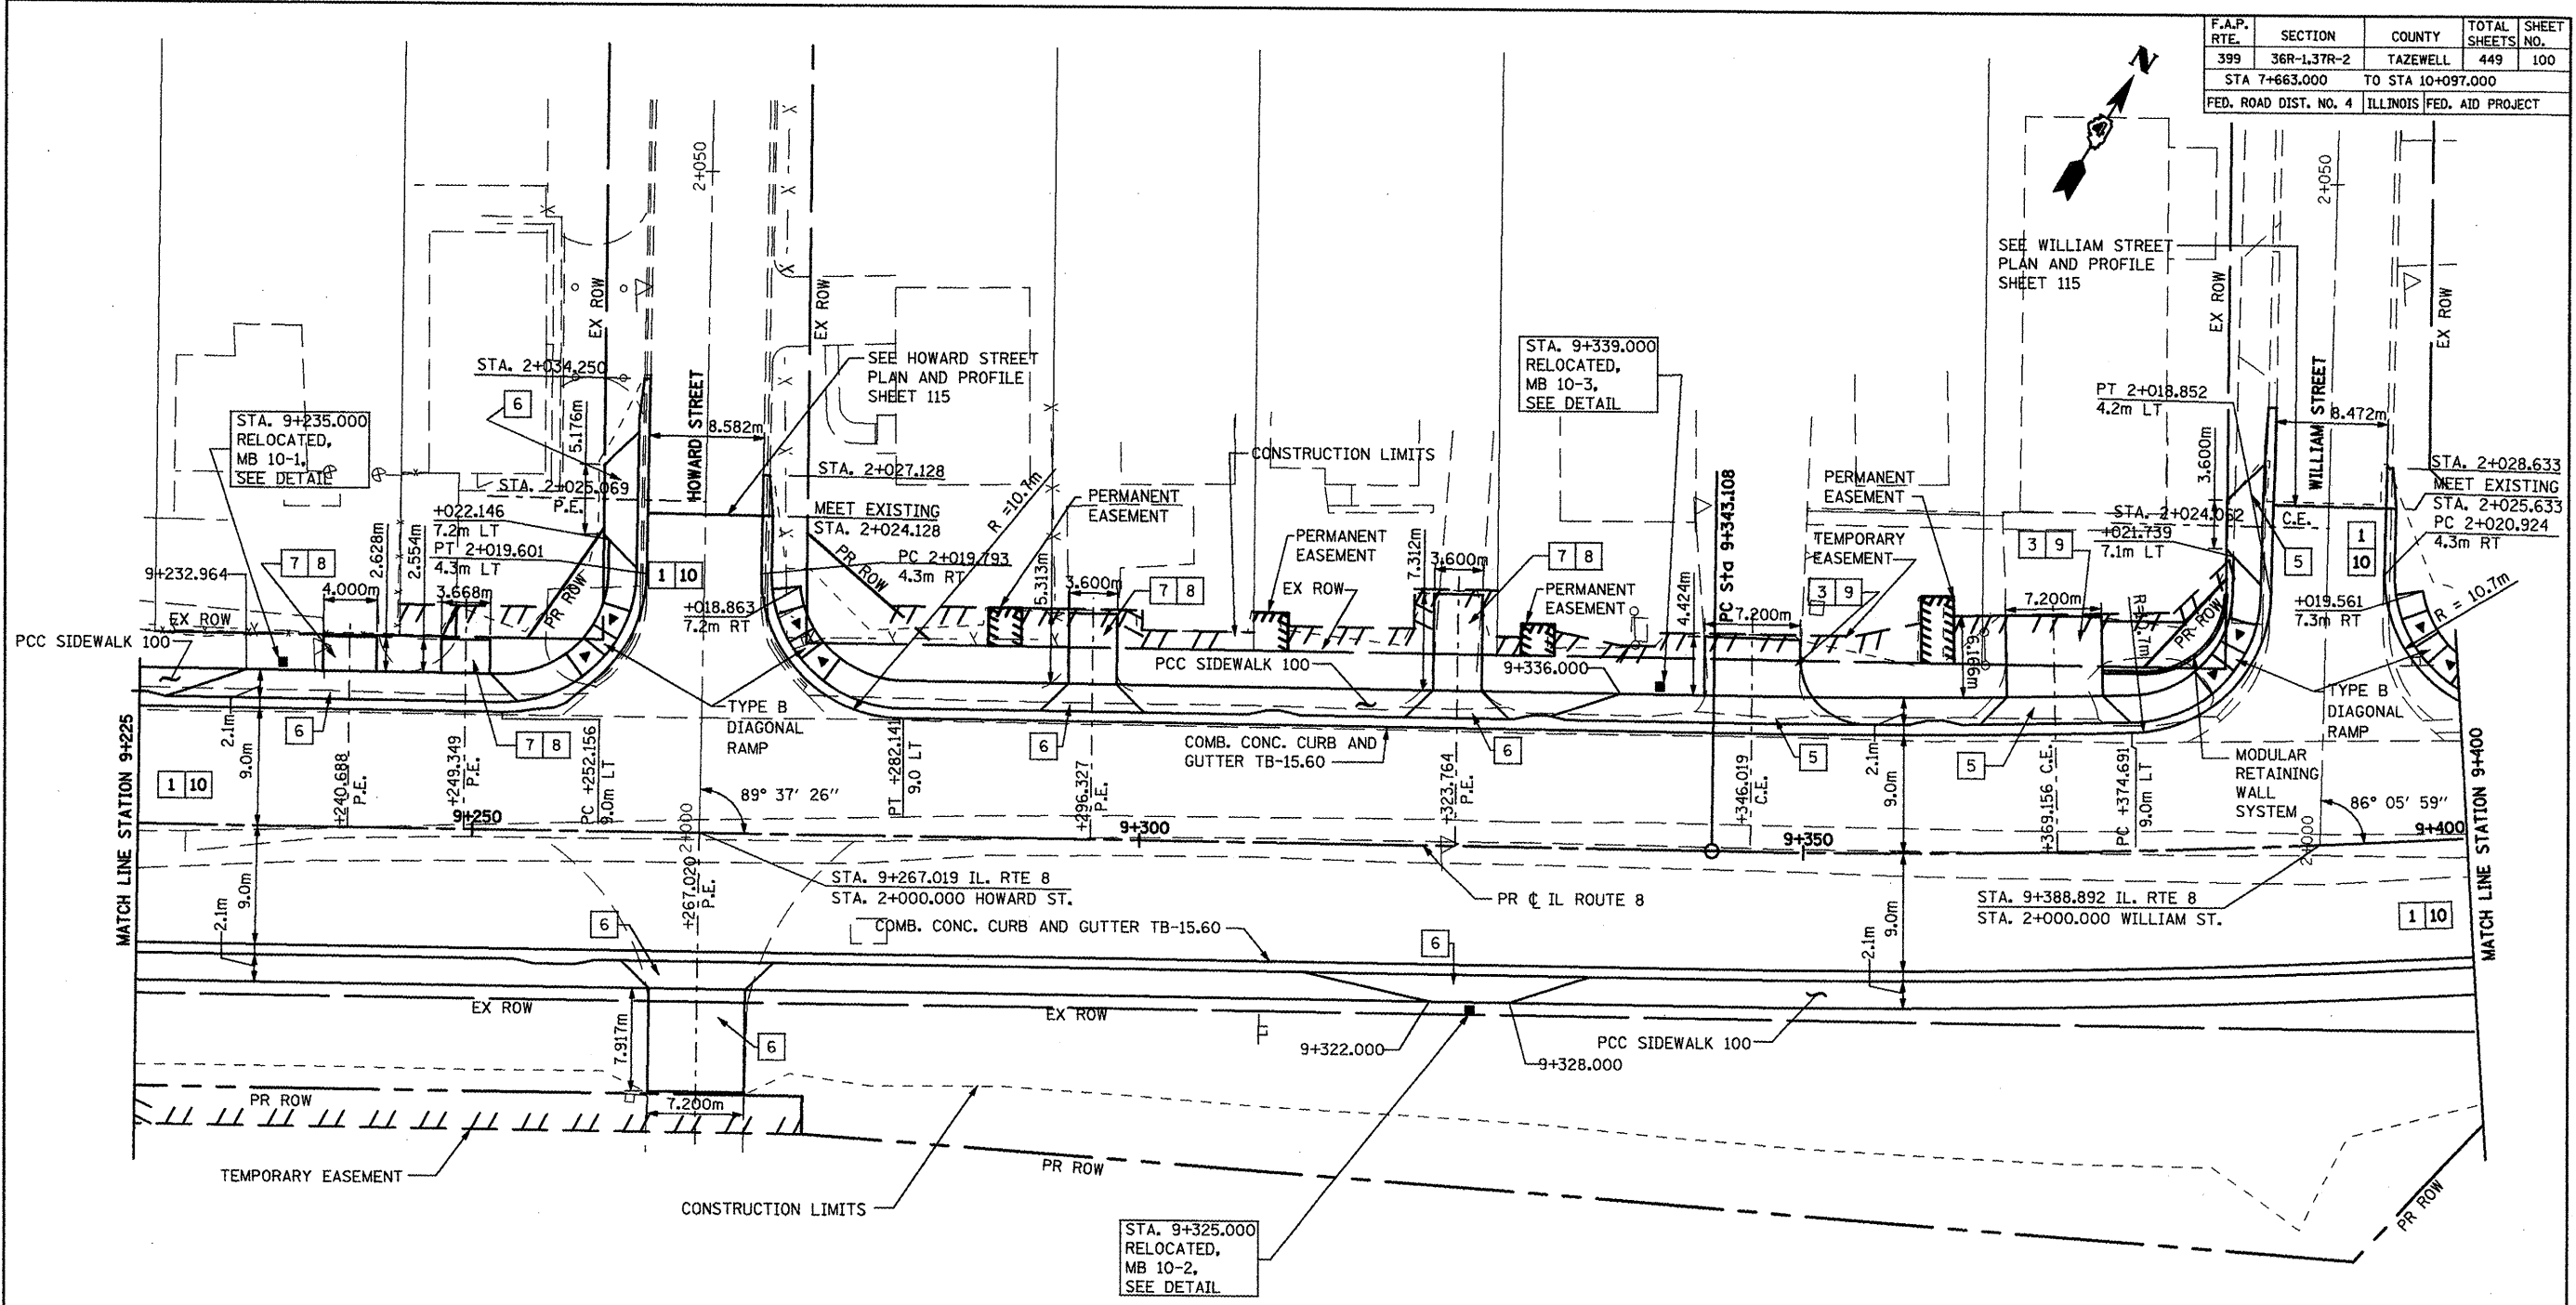 F.A.P. RTE. SECTION COUNTY TOTAL SHEETS SHEET NO.
399 36R-1,37R-2 TAZEWELL 449 100
STA 7+663.000 TO STA 10+097.000
FED. ROAD DIST. NO. 4 ILLINOIS FED. AID PROJECT
N
2+050
2+050
EX ROW
EX ROW
EX ROW
EX ROW
SEE WILLIAM STREET
PLAN AND PROFILE
SHEET 115
SEE HOWARD STREET
PLAN AND PROFILE
SHEET 115
STA. 9+339.000
RELOCATED,
MB 10-3,
SEE DETAIL
STA. 9+235.000
RELOCATED,
MB 10-1,
SEE DETAIL
STA. 2+034.250
6
5.176m
P.E.
STA. 2+025.069
+022.146
7.2m LT
PT 2+019.601
4.3m LT
HOWARD STREET
8.582m
STA. 2+027.128
MEET EXISTING
STA. 2+024.128
PC 2+019.793
4.3m RT
R =10.7m
1 10
+018.863
7.2m RT
PR ROW
PR ROW
9+232.964
7 8
4.000m
2.628m
2.554m
3.668m
EX ROW
PCC SIDEWALK 100
PERMANENT
EASEMENT
5.313m
3.600m
7 8
CONSTRUCTION LIMITS
PERMANENT
EASEMENT
EX ROW
7.312m
3.600m
7 8
PERMANENT
EASEMENT
4.424m
PC Sta 9+343.108
7.200m
TEMPORARY
EASEMENT
3 9
PERMANENT
EASEMENT
3 9
7.200m
6.166m
PT 2+018.852
4.2m LT
3.600m
C.E.
STA. 2+024.062
+021.739
7.1m LT
5
WILLIAM STREET
8.472m
STA. 2+028.633
MEET EXISTING
STA. 2+025.633
PC 2+020.924
4.3m RT
1
10
+019.561
7.3m RT
R = 10.7m
PR ROW
PCC SIDEWALK 100
9+336.000
TYPE B
DIAGONAL
RAMP
TYPE B
DIAGONAL
RAMP
MODULAR
RETAINING
WALL
SYSTEM
COMB. CONC. CURB AND
GUTTER TB-15.60
6
7 8
6
6
5
5
1 10
MATCH LINE STATION 9+225
2.1m
9.0m
+240.688
P.E.
+249.349
P.E.
9+250
PC +252.156
9.0m LT
2+000
89° 37' 26"
PT +282.141
9.0 LT
+296.327
P.E.
9+300
+323.764
P.E.
+346.019
C.E.
9+350
2.1m
9.0m
+369.156 C.E.
PC +374.691
9.0m LT
2+000
86° 05' 59"
9+400
MATCH LINE STATION 9+400
1 10
+267.020
P.E.
STA. 9+267.019 IL. RTE 8
STA. 2+000.000 HOWARD ST.
PR ℄ IL ROUTE 8
STA. 9+388.892 IL. RTE 8
STA. 2+000.000 WILLIAM ST.
9.0m
2.1m
9.0m
2.1m
COMB. CONC. CURB AND GUTTER TB-15.60
6
6
6
EX ROW
EX ROW
7.917m
7.200m
9+322.000
9+328.000
PCC SIDEWALK 100
PR ROW
TEMPORARY EASEMENT
CONSTRUCTION LIMITS
PR ROW
PR ROW
STA. 9+325.000
RELOCATED,
MB 10-2,
SEE DETAIL